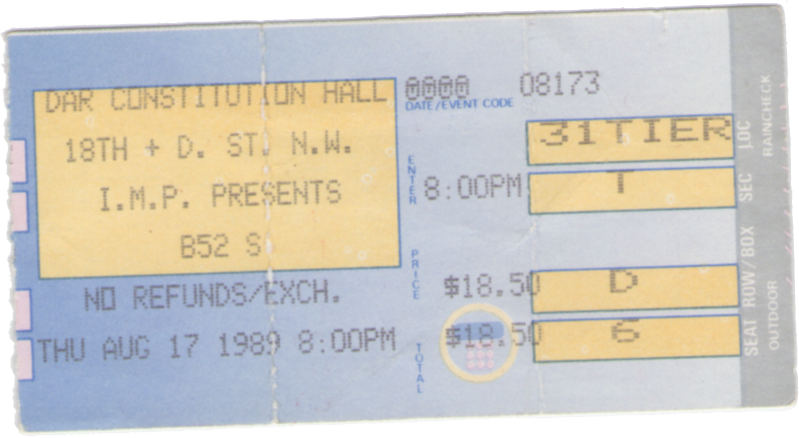 DAR CONSTITUTION HALL
18TH + D. ST. N.W.
I.M.P. PRESENTS
B52 S
NO REFUNDS/EXCH.
THU AUG 17 1989 8:00PM
0000 08173
DATE/EVENT CODE
ENTER 8:00PM
PRICE $18.50
TOTAL $18.50
31TIER LOC
T SEC
D ROW/BOX
6 SEAT
RAINCHECK
OUTDOOR